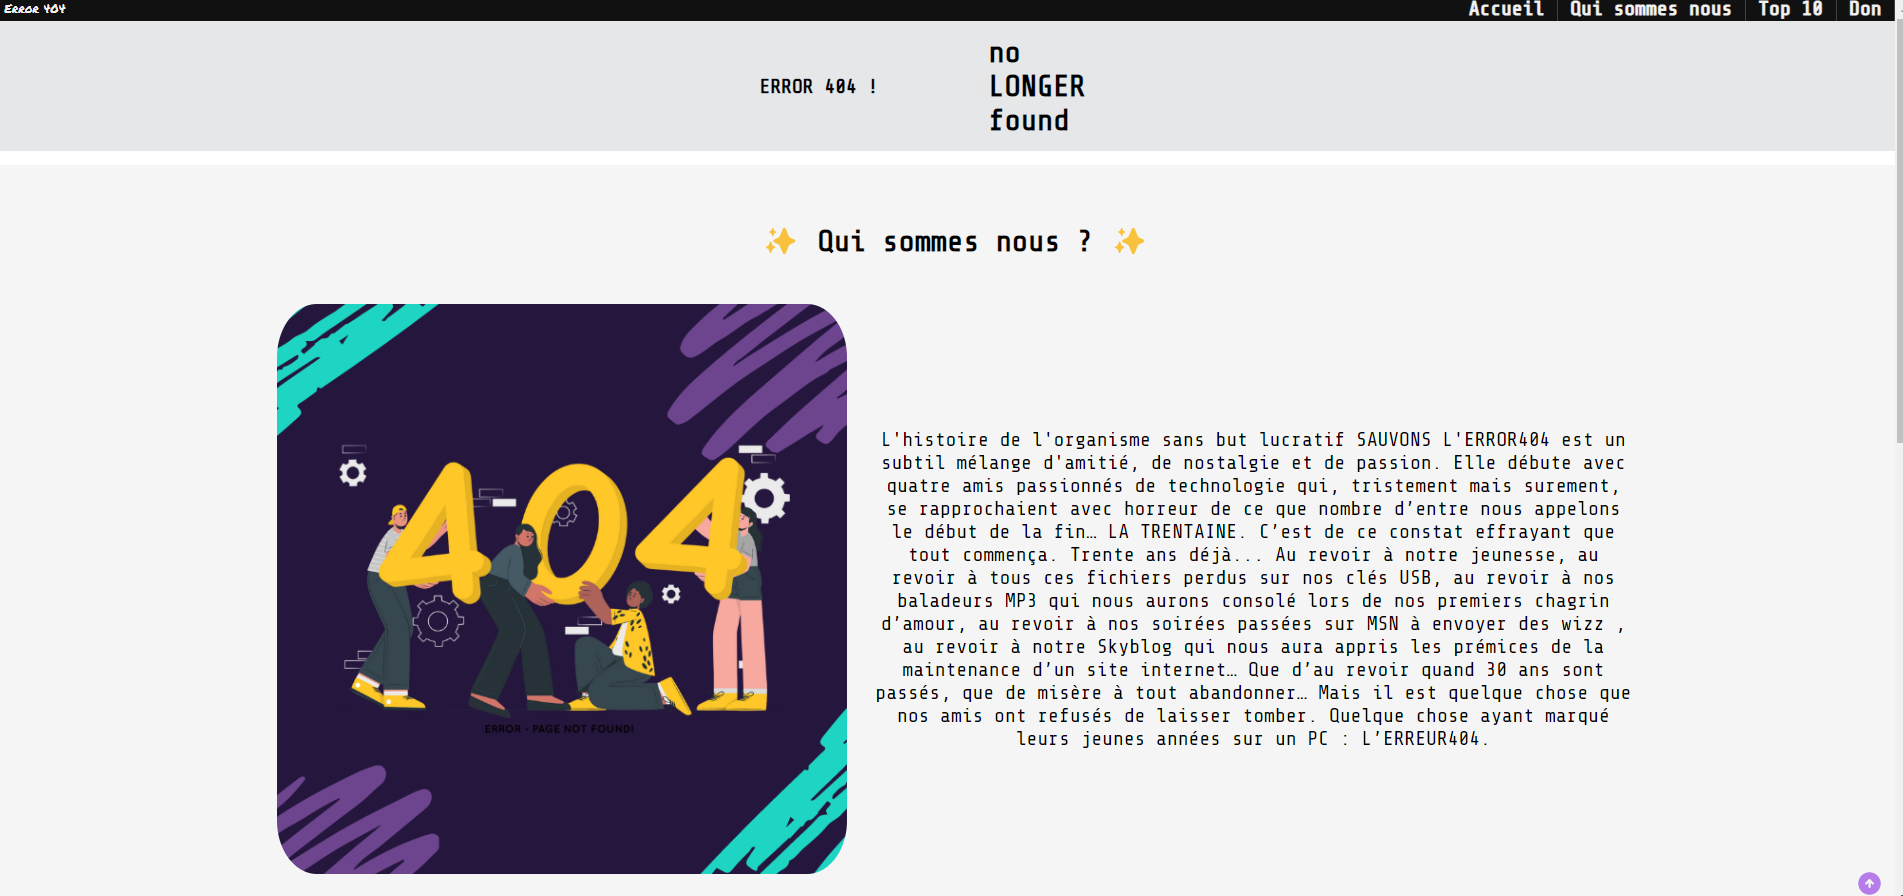 Error 404
Accueil
Qui sommes nous
Top 10
Don
ERROR 404 !
no
LONGER
found
✨ Qui sommes nous ? ✨
404
ERROR - PAGE NOT FOUND!
L'histoire de l'organisme sans but lucratif SAUVONS L'ERROR404 est un
subtil mélange d'amitié, de nostalgie et de passion. Elle débute avec
quatre amis passionnés de technologie qui, tristement mais surement,
se rapprochaient avec horreur de ce que nombre d’entre nous appelons
le début de la fin… LA TRENTAINE. C’est de ce constat effrayant que
tout commença. Trente ans déjà... Au revoir à notre jeunesse, au
revoir à tous ces fichiers perdus sur nos clés USB, au revoir à nos
baladeurs MP3 qui nous aurons consolé lors de nos premiers chagrin
d’amour, au revoir à nos soirées passées sur MSN à envoyer des wizz ,
au revoir à notre Skyblog qui nous aura appris les prémices de la
maintenance d’un site internet… Que d’au revoir quand 30 ans sont
passés, que de misère à tout abandonner… Mais il est quelque chose que
nos amis ont refusés de laisser tomber. Quelque chose ayant marqué
leurs jeunes années sur un PC : L’ERREUR404.